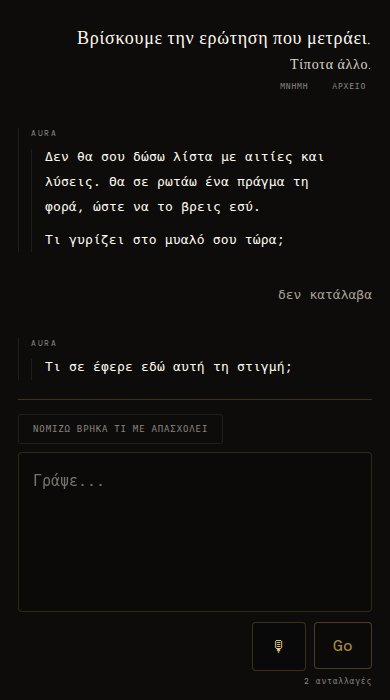 Βρίσκουμε την ερώτηση που μετράει.
Τίποτα άλλο.
ΜΝΗΜΗ ΑΡΧΕΙΟ
AURA
Δεν θα σου δώσω λίστα με αιτίες και
λύσεις. Θα σε ρωτάω ένα πράγμα τη
φορά, ώστε να το βρεις εσύ.
Τι γυρίζει στο μυαλό σου τώρα;
δεν κατάλαβα
AURA
Τι σε έφερε εδώ αυτή τη στιγμή;
ΝΟΜΙΖΩ ΒΡΗΚΑ ΤΙ ΜΕ ΑΠΑΣΧΟΛΕΙ
Γράψε...
Go
2 ανταλλαγές